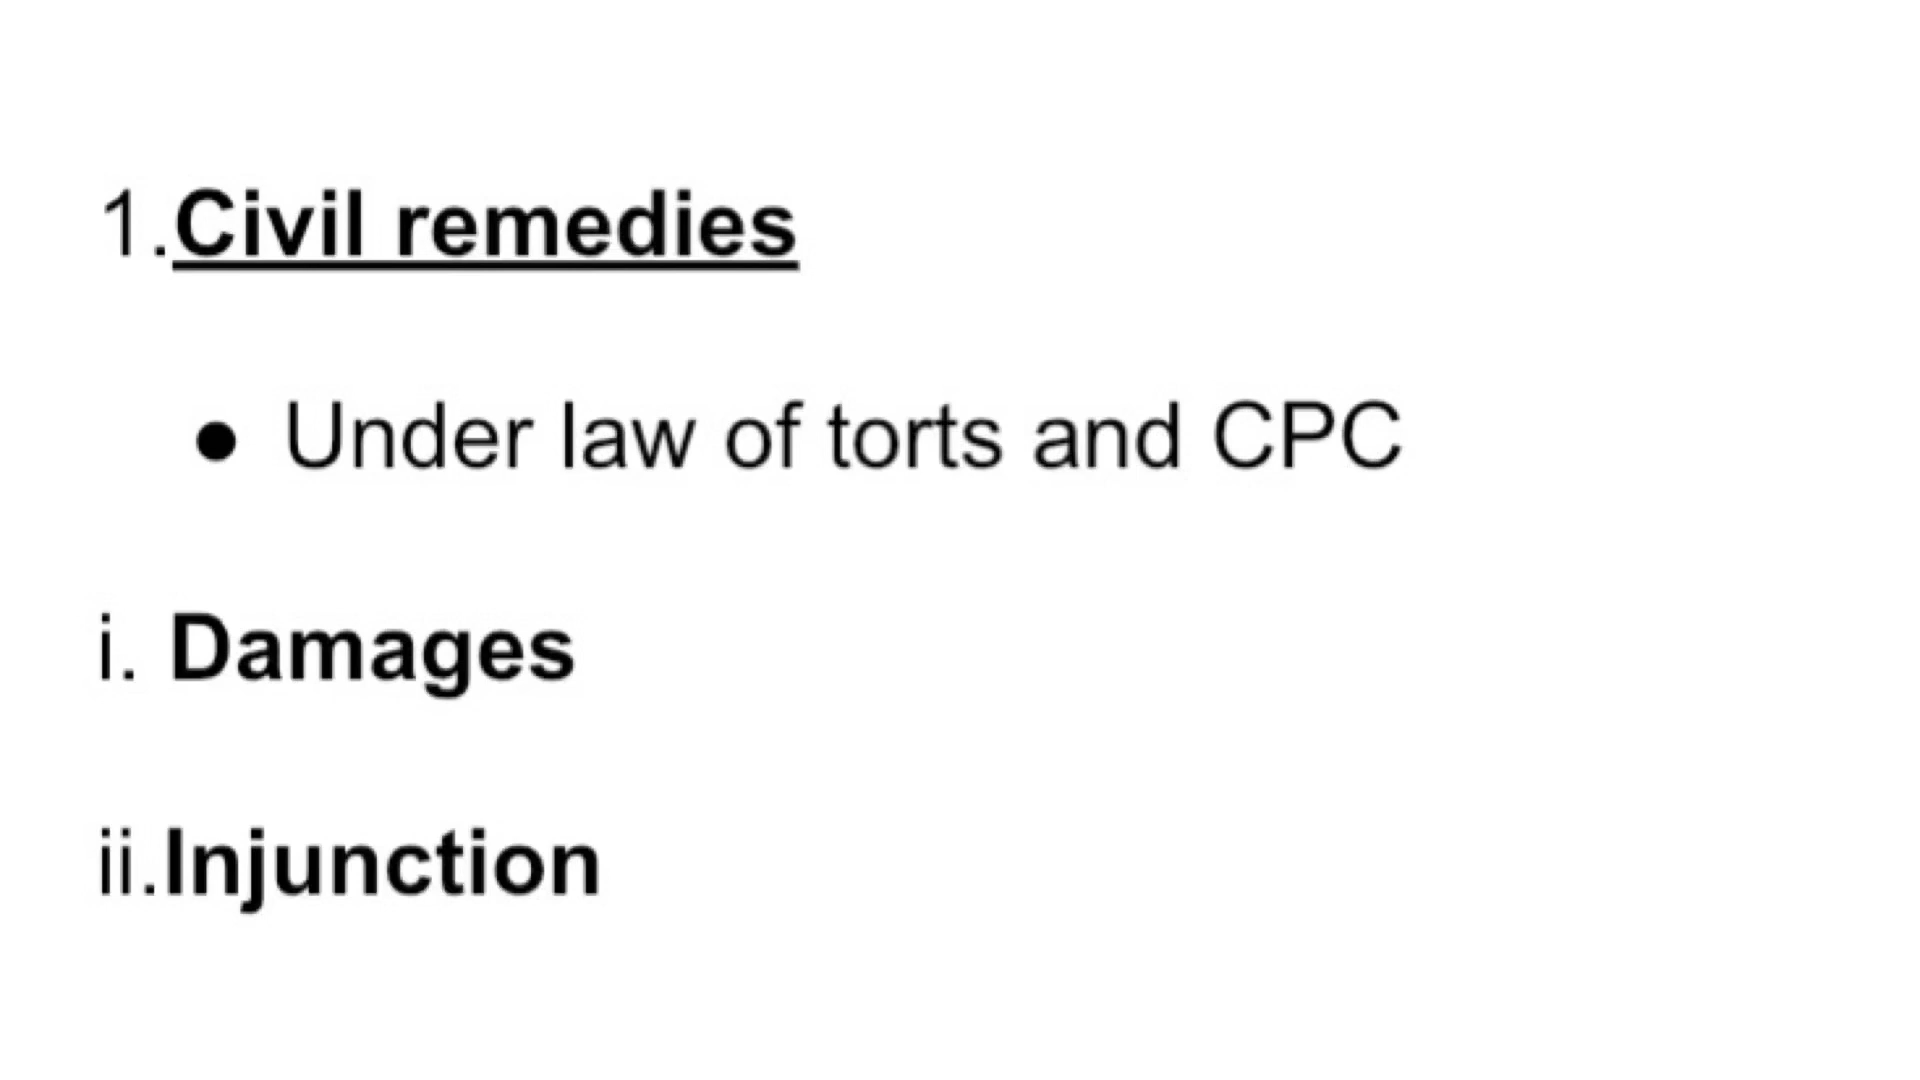 1.Civil remedies
● Under law of torts and CPC
i. Damages
ii.Injunction